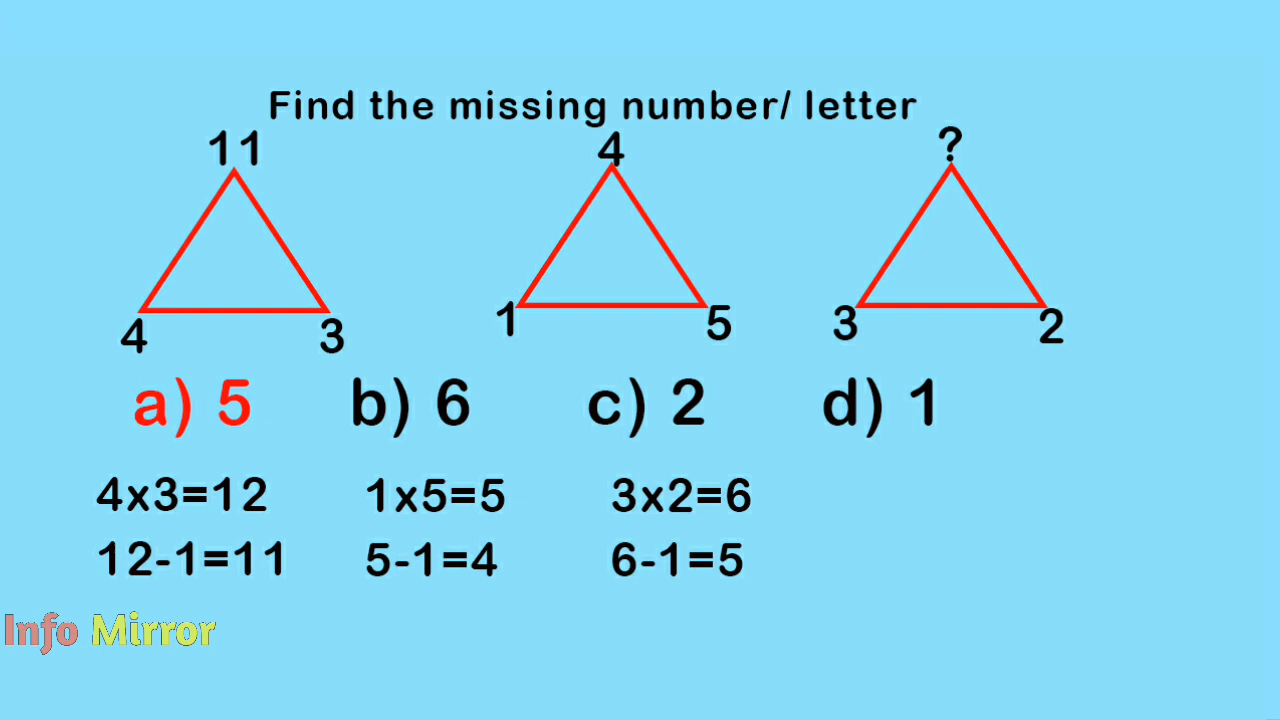 Find the missing number/ letter
11 4 ?
4 3 1 5 3 2
a) 5 b) 6 c) 2 d) 1
4x3=12 1x5=5 3x2=6
12-1=11 5-1=4 6-1=5
Info Mirror